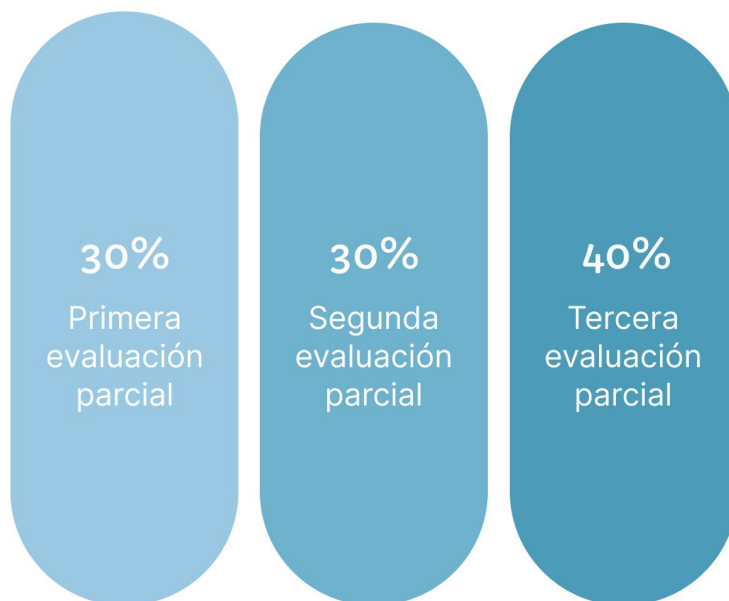 30%
Primera
evaluación
parcial
30%
Segunda
evaluación
parcial
40%
Tercera
evaluación
parcial